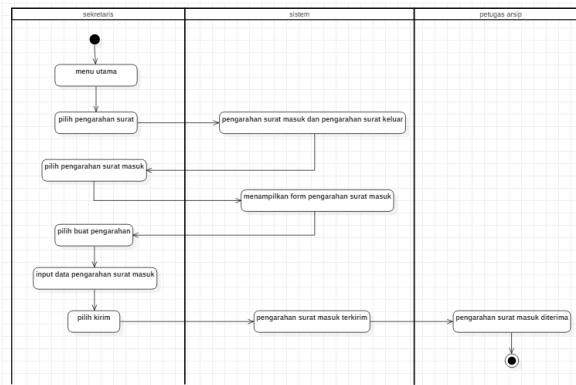 sekretaris
sistem
petugas arsip
menu utama
pilih pengarahan surat
pengarahan surat masuk dan pengarahan surat keluar
pilih pengarahan surat masuk
menampilkan form pengarahan surat masuk
pilih buat pengarahan
input data pengarahan surat masuk
pilih kirim
pengarahan surat masuk terkirim
pengarahan surat masuk diterima